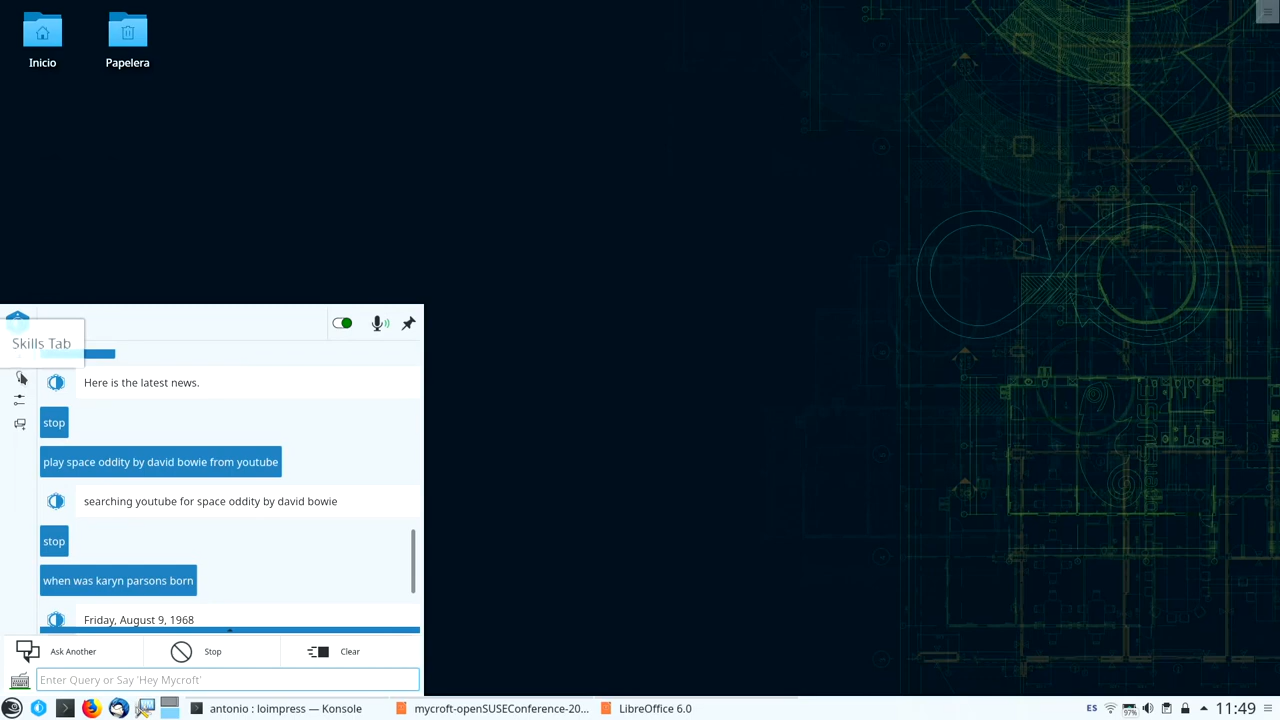 Inicio
Papelera
Skills Tab
Here is the latest news.
stop
play space oddity by david bowie from youtube
searching youtube for space oddity by david bowie
stop
when was karyn parsons born
Friday, August 9, 1968
Ask Another
Stop
Clear
Enter Query or Say 'Hey Mycroft'
antonio : loimpress — Konsole
mycroft-openSUSEConference-20...
LibreOffice 6.0
ES
97%
11:49